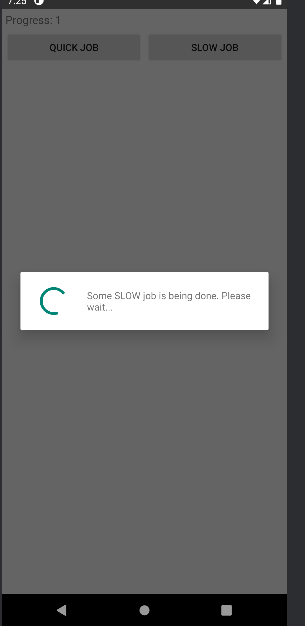 7:25
Progress: 1
QUICK JOB
SLOW JOB
Some SLOW job is being done. Please
wait...